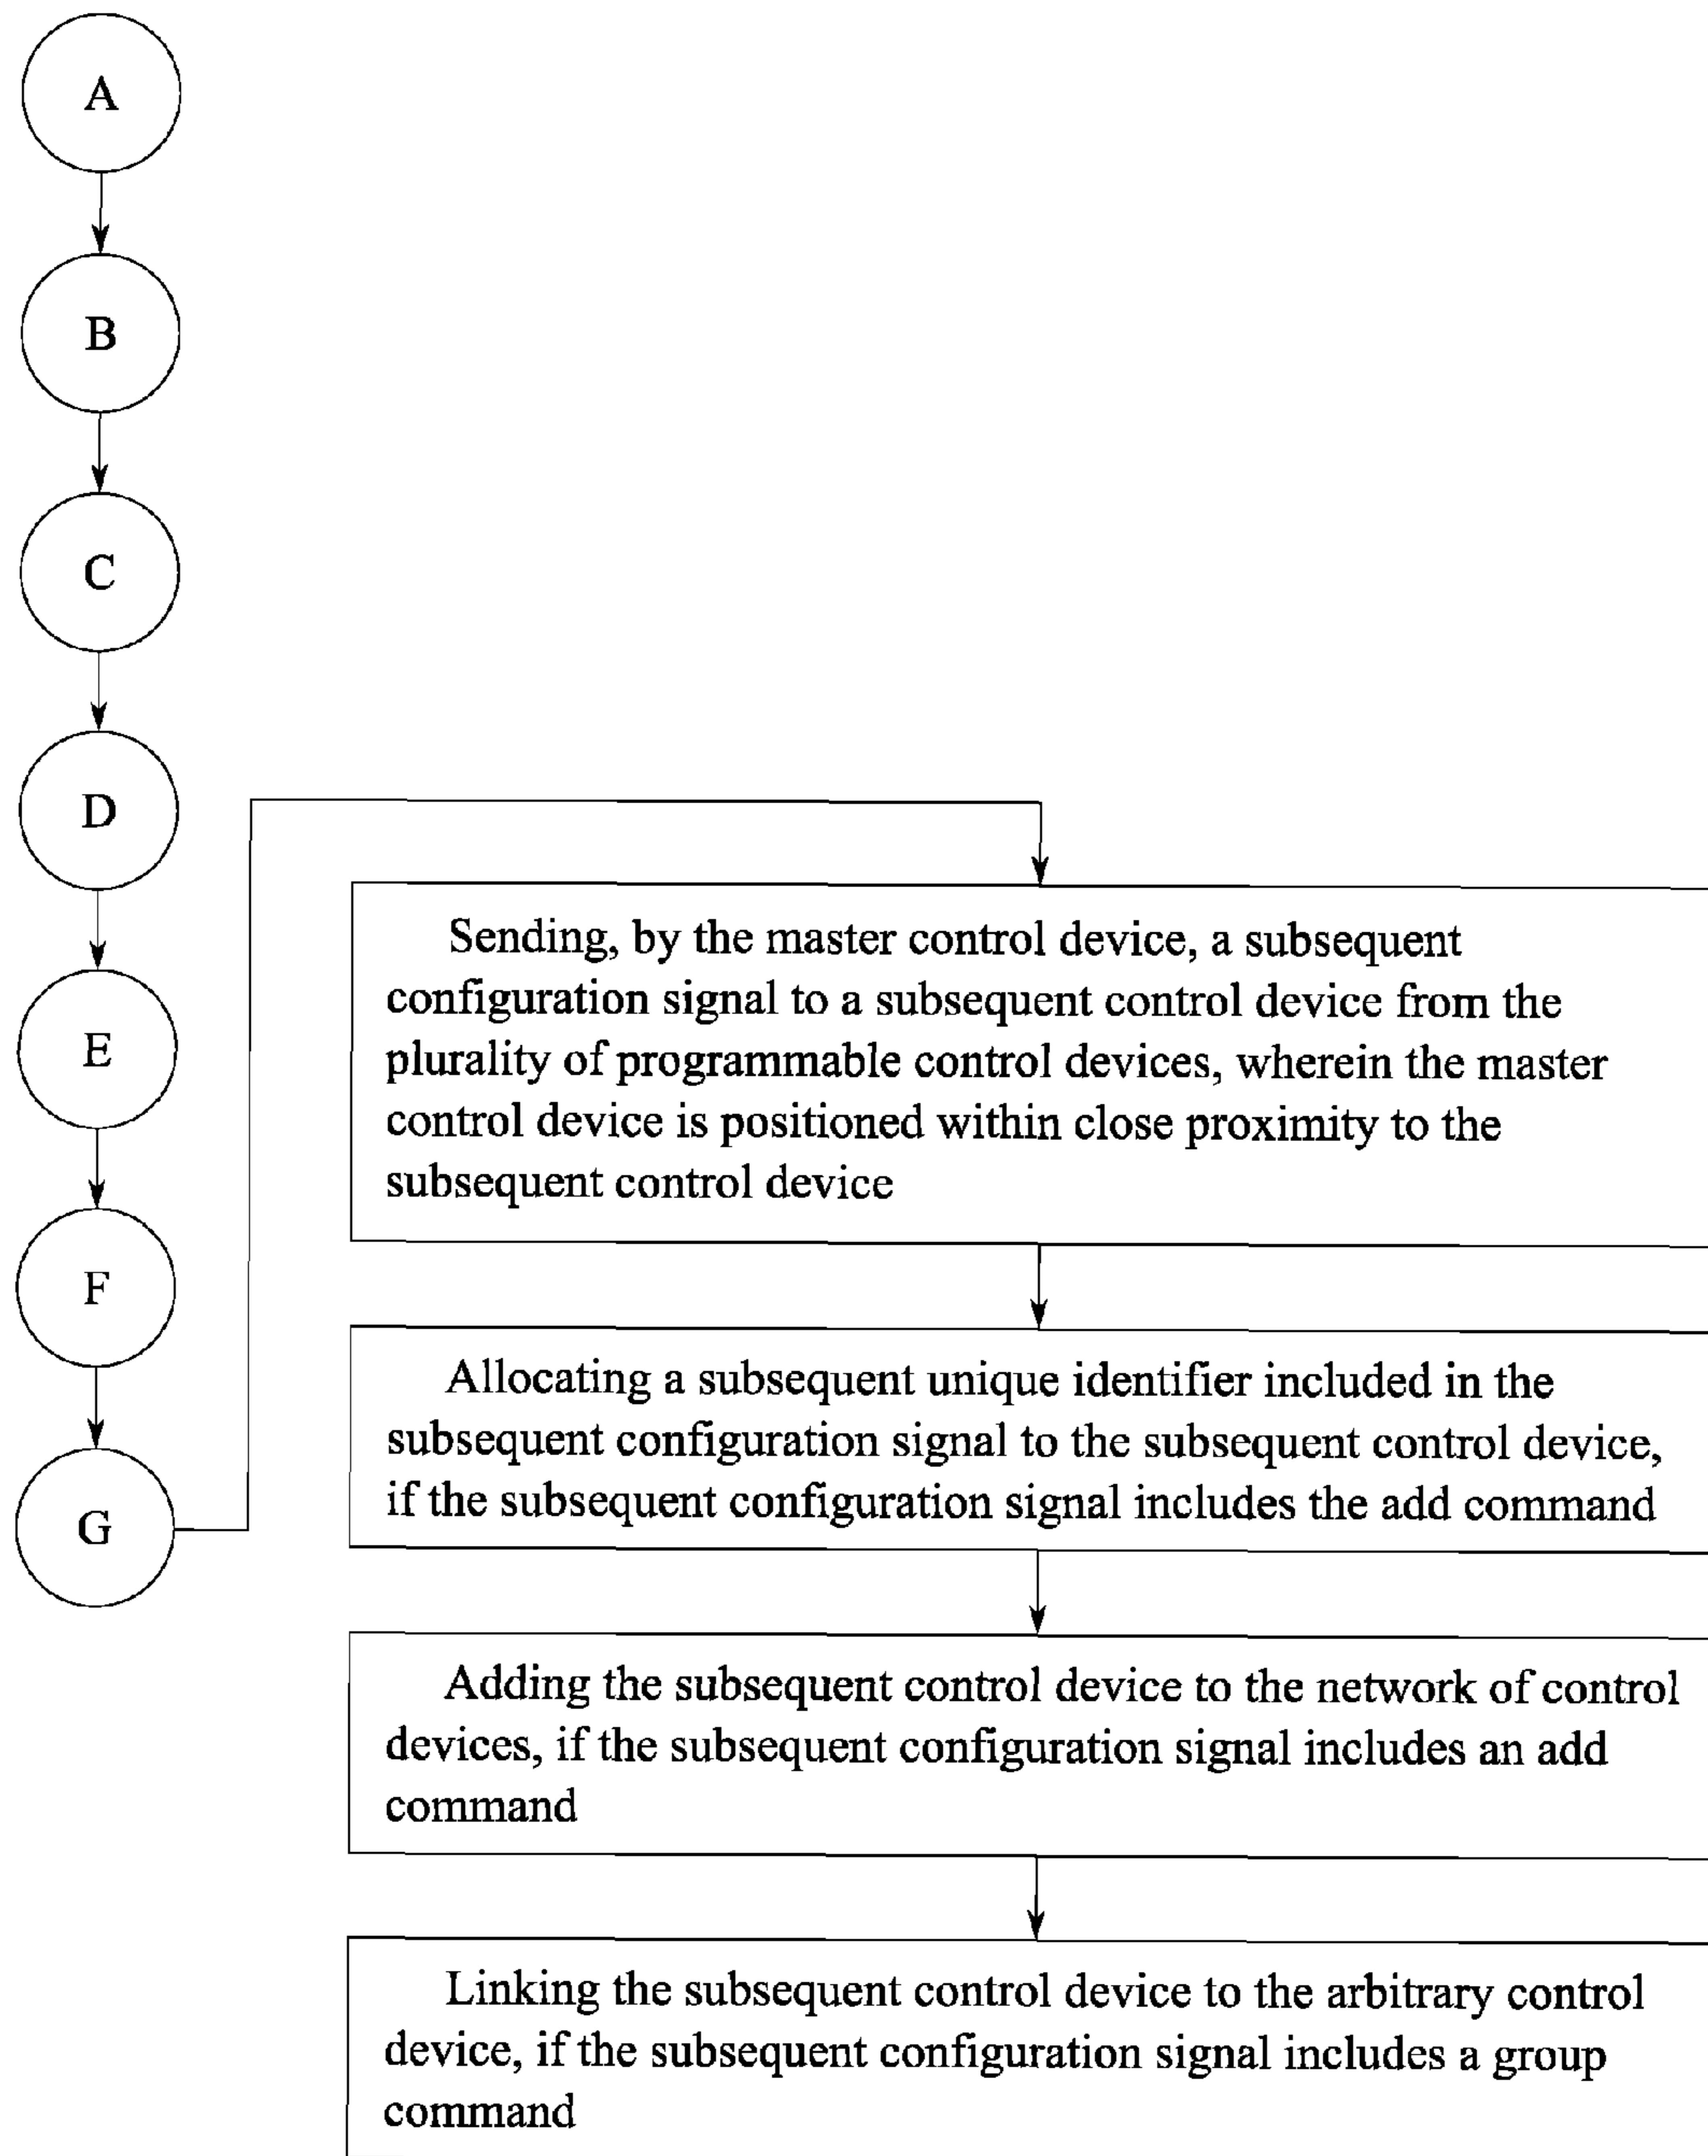 A
B
C
D
E
F
G
Sending, by the master control device, a subsequent
configuration signal to a subsequent control device from the
plurality of programmable control devices, wherein the master
control device is positioned within close proximity to the
subsequent control device
Allocating a subsequent unique identifier included in the
subsequent configuration signal to the subsequent control device,
if the subsequent configuration signal includes the add command
Adding the subsequent control device to the network of control
devices, if the subsequent configuration signal includes an add
command
Linking the subsequent control device to the arbitrary control
device, if the subsequent configuration signal includes a group
command